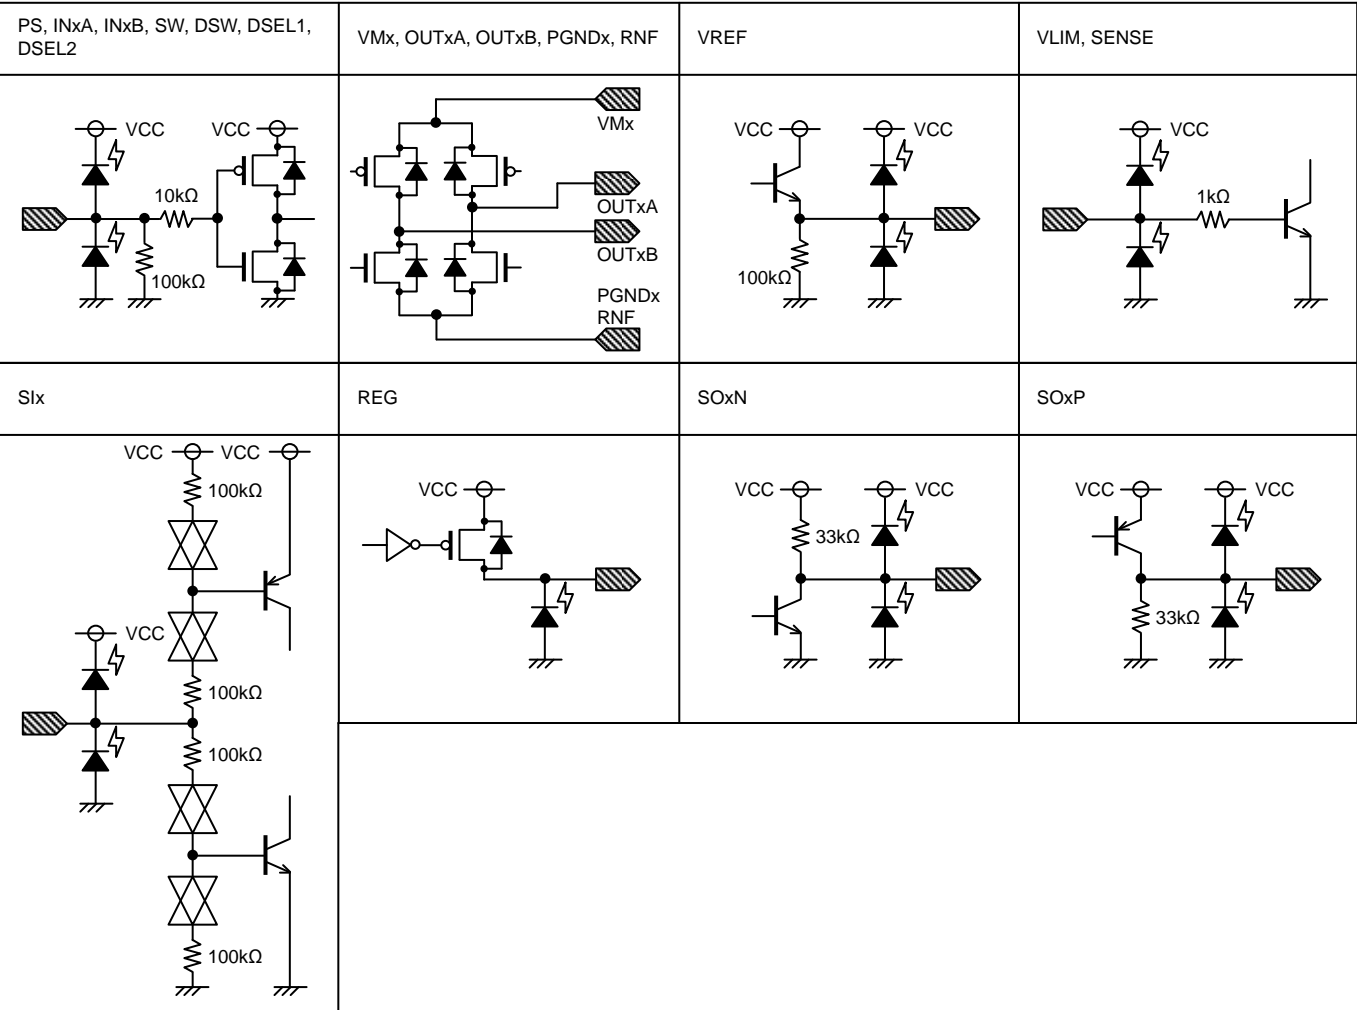 PS, INxA, INxB, SW, DSW, DSEL1,
DSEL2
VMx, OUTxA, OUTxB, PGNDx, RNF
VREF
VLIM, SENSE
VCC
VCC
10kΩ
100kΩ
VMx
OUTxA
OUTxB
PGNDx
RNF
VCC
VCC
100kΩ
VCC
1kΩ
SIx
REG
SOxN
SOxP
VCC
VCC
100kΩ
VCC
100kΩ
100kΩ
100kΩ
VCC
VCC
VCC
33kΩ
VCC
VCC
33kΩ